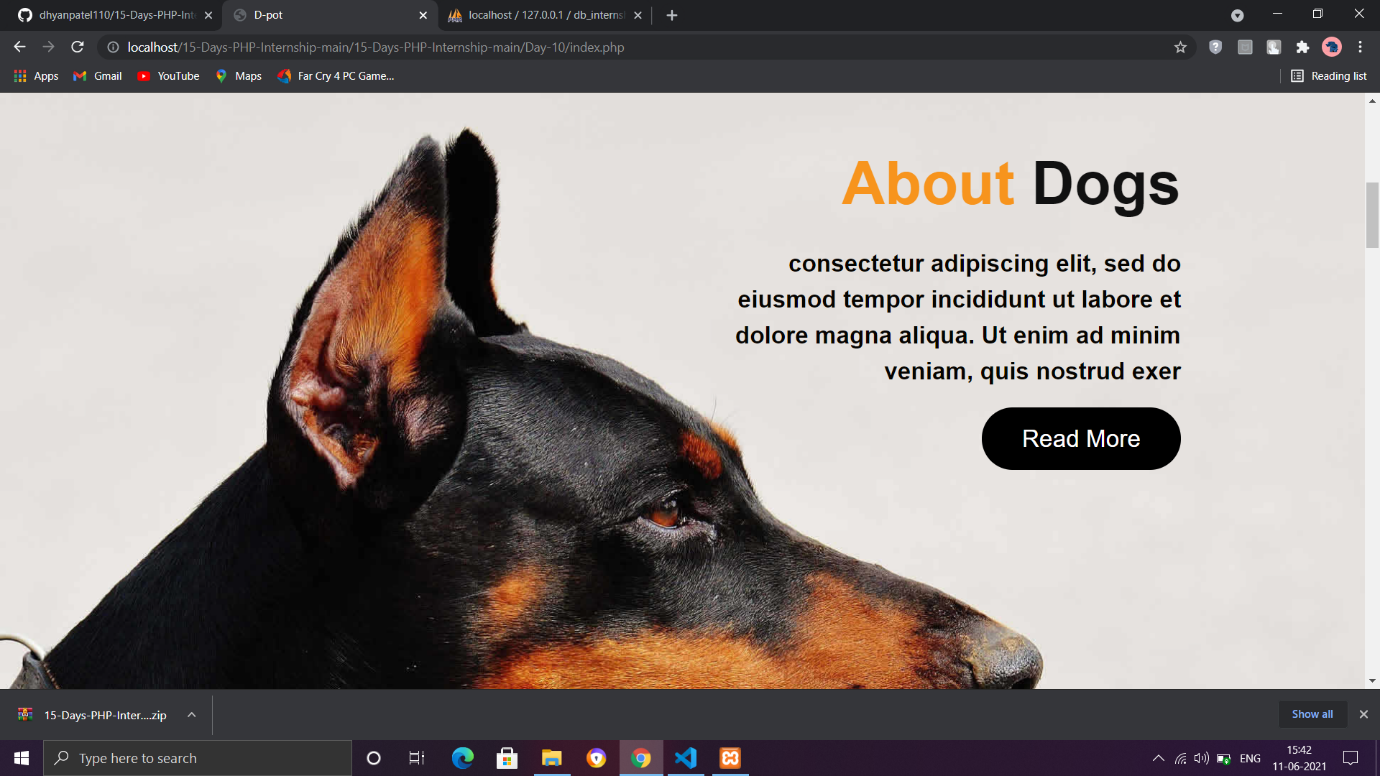 dhyanpatel110/15-Days-PHP-Int
D-pot
localhost / 127.0.0.1 / db_interns
localhost/15-Days-PHP-Internship-main/15-Days-PHP-Internship-main/Day-10/index.php
Apps
Gmail
YouTube
Maps
Far Cry 4 PC Game...
Reading list
About Dogs
consectetur adipiscing elit, sed do
eiusmod tempor incididunt ut labore et
dolore magna aliqua. Ut enim ad minim
veniam, quis nostrud exer
Read More
15-Days-PHP-Inter....zip
Show all
Type here to search
ENG
15:42
11-06-2021